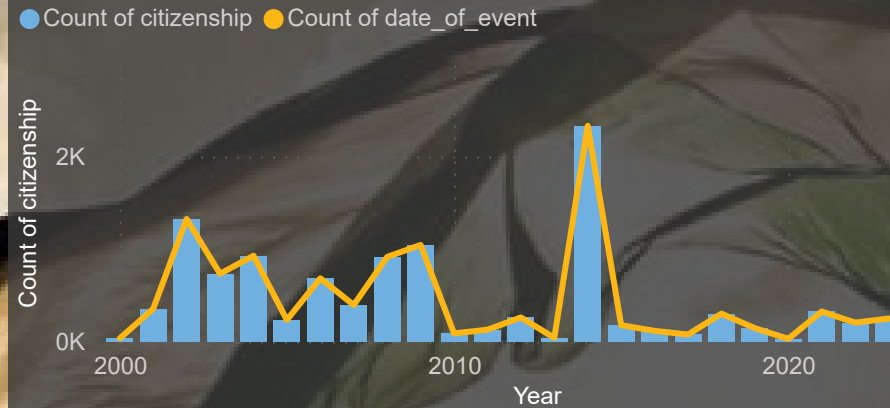 Count of citizenship Count of date_of_event
Count of citizenship
2K
0K
2000 2010 2020
Year